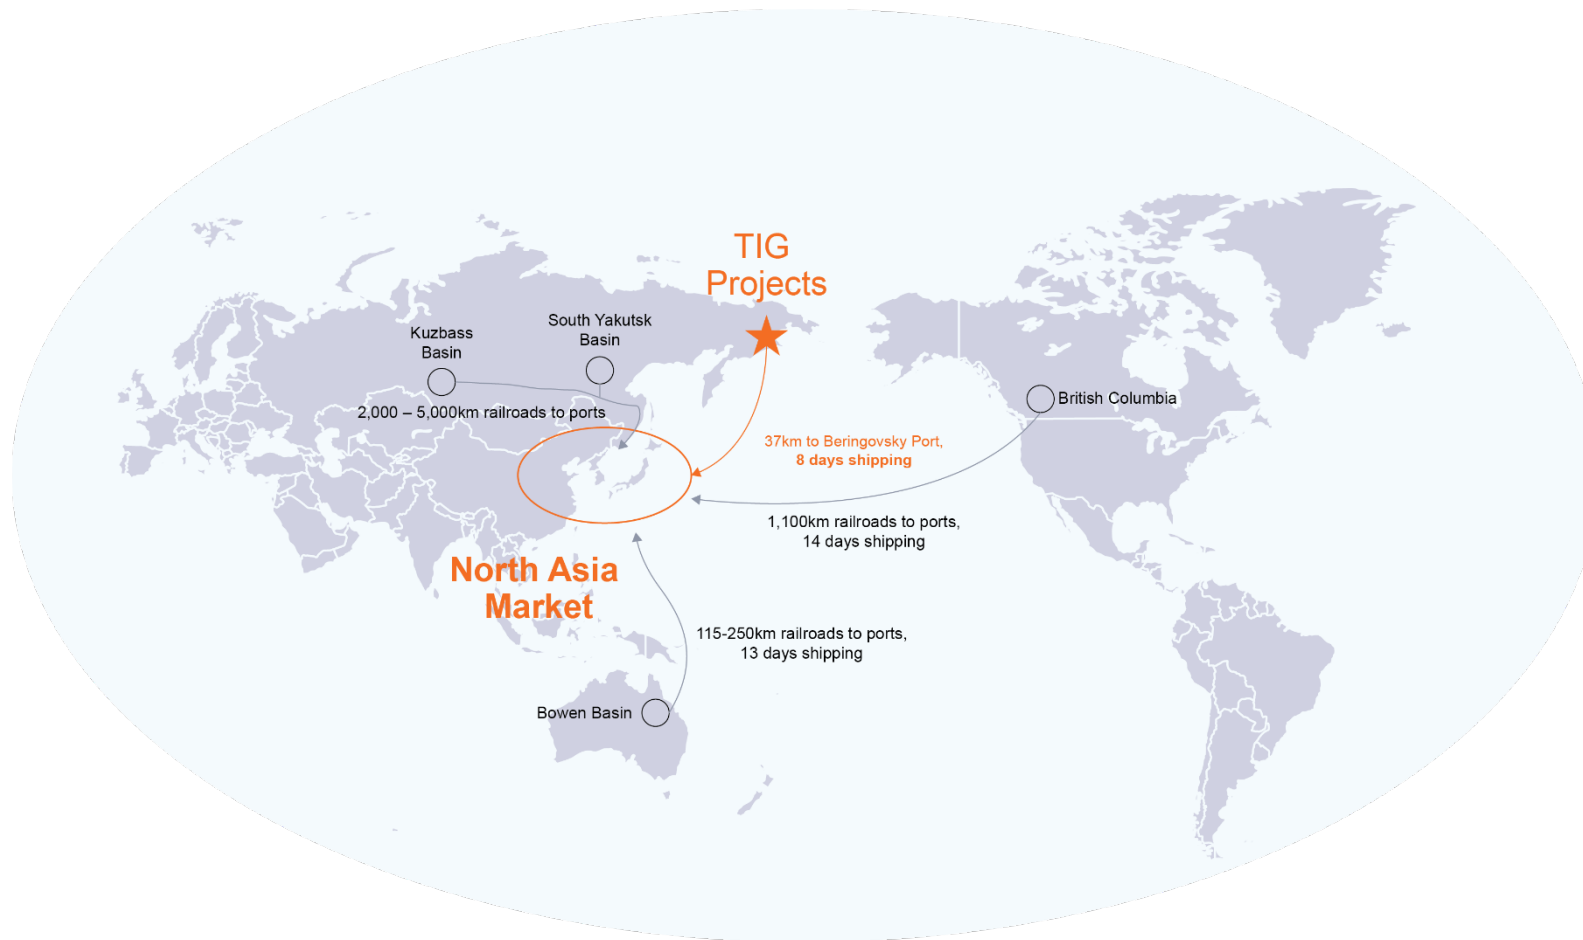 TIG
Projects
South Yakutsk
Basin
Kuzbass
Basin
British Columbia
2,000 – 5,000km railroads to ports
37km to Beringovsky Port,
8 days shipping
1,100km railroads to ports,
14 days shipping
North Asia
Market
115-250km railroads to ports,
13 days shipping
Bowen Basin